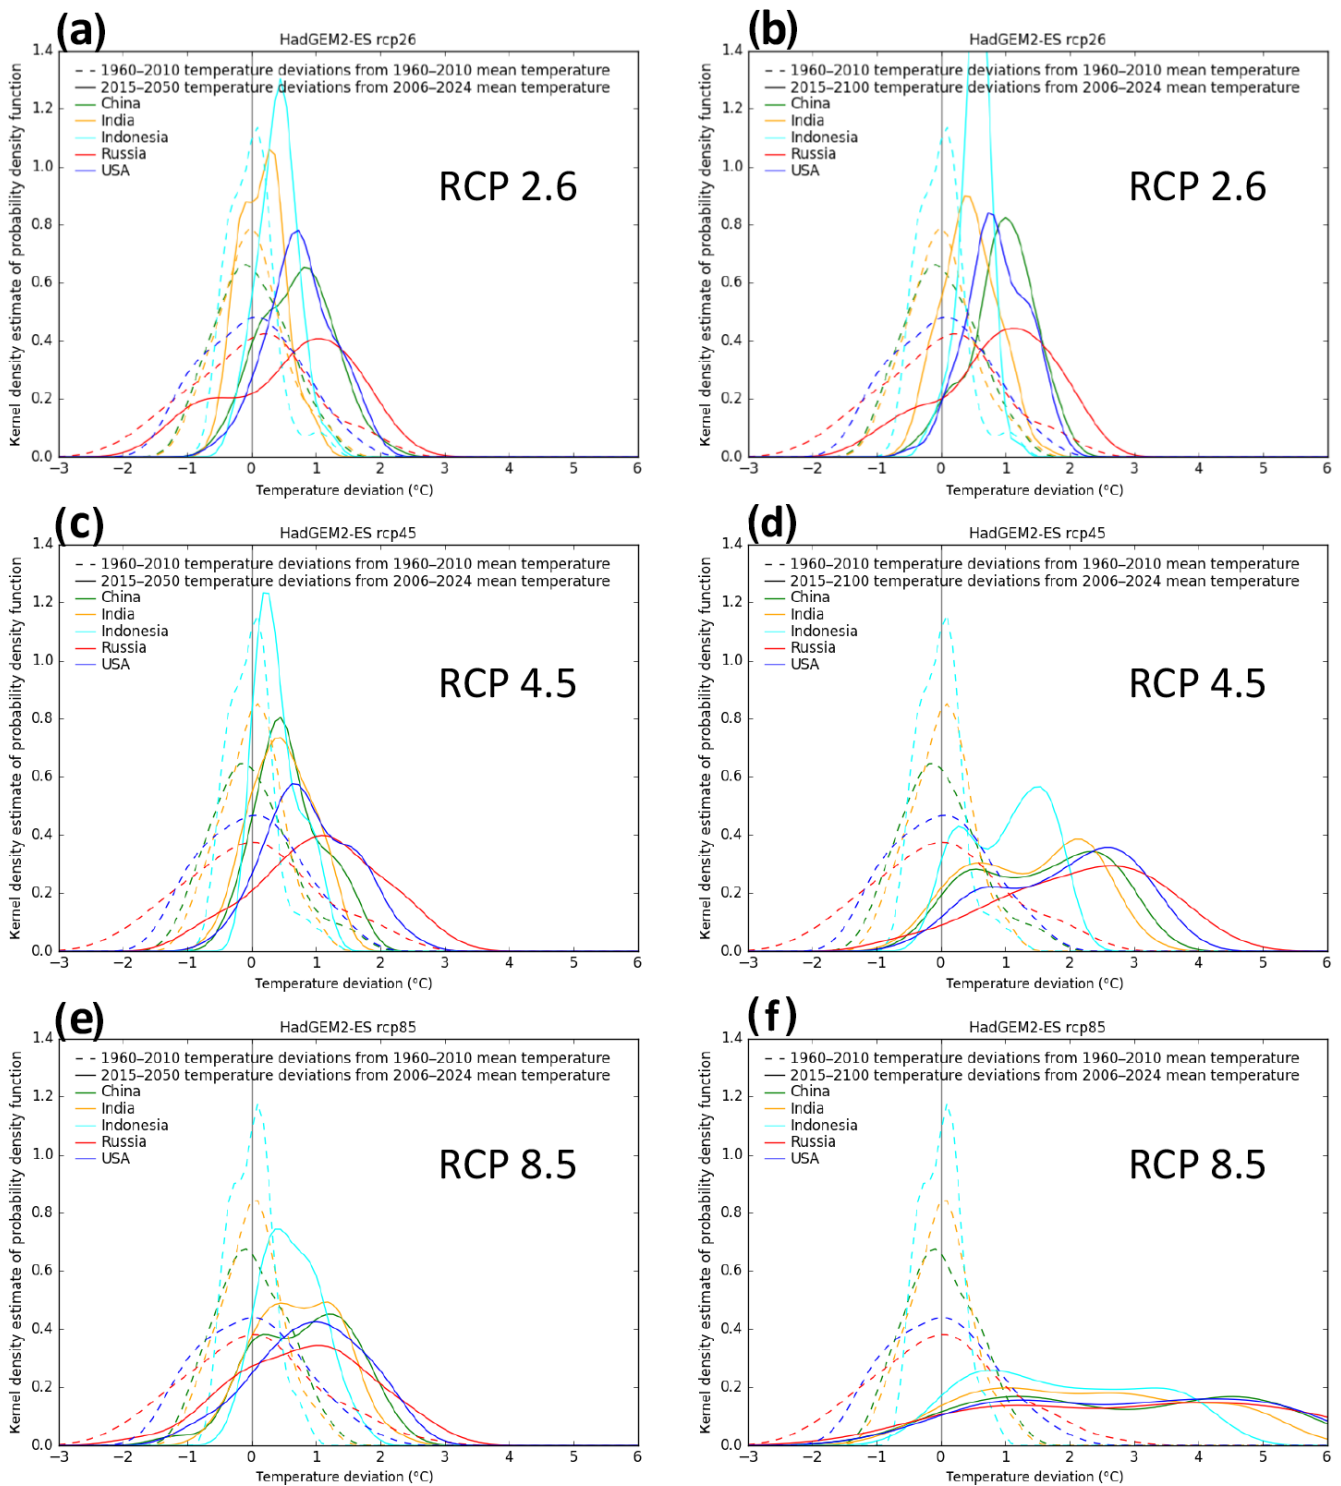 (a)
HadGEM2-ES rcp26
1.4
1.2
1.0
0.8
0.6
0.4
0.2
0.0
Kernel density estimate of probability density function
1960–2010 temperature deviations from 1960–2010 mean temperature
2015–2050 temperature deviations from 2006–2024 mean temperature
China
India
Indonesia
Russia
USA
RCP 2.6
−3 −2 −1 0 1 2 3 4 5 6
Temperature deviation (°C)
(b)
HadGEM2-ES rcp26
1.4
1.2
1.0
0.8
0.6
0.4
0.2
0.0
Kernel density estimate of probability density function
1960–2010 temperature deviations from 1960–2010 mean temperature
2015–2100 temperature deviations from 2006–2024 mean temperature
China
India
Indonesia
Russia
USA
RCP 2.6
−3 −2 −1 0 1 2 3 4 5 6
Temperature deviation (°C)
(c)
HadGEM2-ES rcp45
1.4
1.2
1.0
0.8
0.6
0.4
0.2
0.0
Kernel density estimate of probability density function
1960–2010 temperature deviations from 1960–2010 mean temperature
2015–2050 temperature deviations from 2006–2024 mean temperature
China
India
Indonesia
Russia
USA
RCP 4.5
−3 −2 −1 0 1 2 3 4 5 6
Temperature deviation (°C)
(d)
HadGEM2-ES rcp45
1.4
1.2
1.0
0.8
0.6
0.4
0.2
0.0
Kernel density estimate of probability density function
1960–2010 temperature deviations from 1960–2010 mean temperature
2015–2100 temperature deviations from 2006–2024 mean temperature
China
India
Indonesia
Russia
USA
RCP 4.5
−3 −2 −1 0 1 2 3 4 5 6
Temperature deviation (°C)
(e)
HadGEM2-ES rcp85
1.4
1.2
1.0
0.8
0.6
0.4
0.2
0.0
Kernel density estimate of probability density function
1960–2010 temperature deviations from 1960–2010 mean temperature
2015–2050 temperature deviations from 2006–2024 mean temperature
China
India
Indonesia
Russia
USA
RCP 8.5
−3 −2 −1 0 1 2 3 4 5 6
Temperature deviation (°C)
(f)
HadGEM2-ES rcp85
1.4
1.2
1.0
0.8
0.6
0.4
0.2
0.0
Kernel density estimate of probability density function
1960–2010 temperature deviations from 1960–2010 mean temperature
2015–2100 temperature deviations from 2006–2024 mean temperature
China
India
Indonesia
Russia
USA
RCP 8.5
−3 −2 −1 0 1 2 3 4 5 6
Temperature deviation (°C)